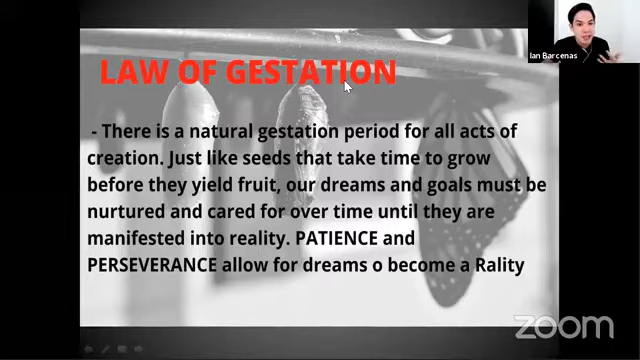 LAW OF GESTATION
Ian Barcenas
- There is a natural gestation period for all acts of
creation. Just like seeds that take time to grow
before they yield fruit, our dreams and goals must be
nurtured and cared for over time until they are
manifested into reality. PATIENCE and
PERSEVERANCE allow for dreams o become a Rality
zoom